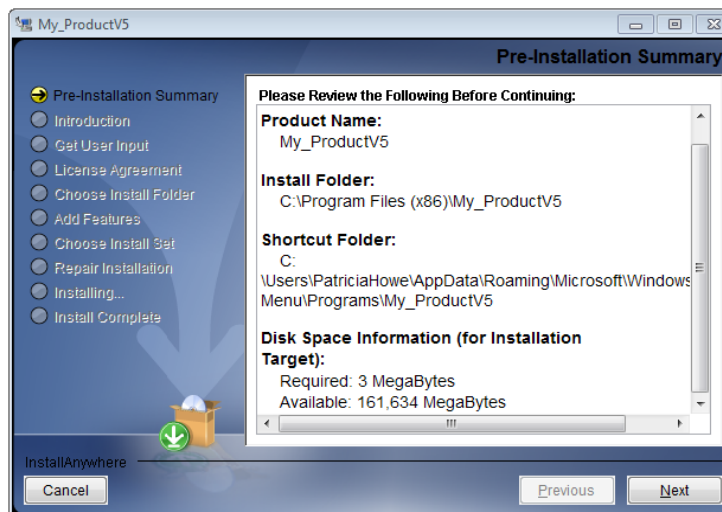 My_ProductV5
Pre-Installation Summary
Pre-Installation Summary
Introduction
Get User Input
License Agreement
Choose Install Folder
Add Features
Choose Install Set
Repair Installation
Installing...
Install Complete
Please Review the Following Before Continuing:
Product Name:
My_ProductV5
Install Folder:
C:\Program Files (x86)\My_ProductV5
Shortcut Folder:
C:
\Users\PatriciaHowe\AppData\Roaming\Microsoft\Windows
Menu\Programs\My_ProductV5
Disk Space Information (for Installation
Target):
Required: 3 MegaBytes
Available: 161,634 MegaBytes
InstallAnywhere
Cancel
Previous
Next